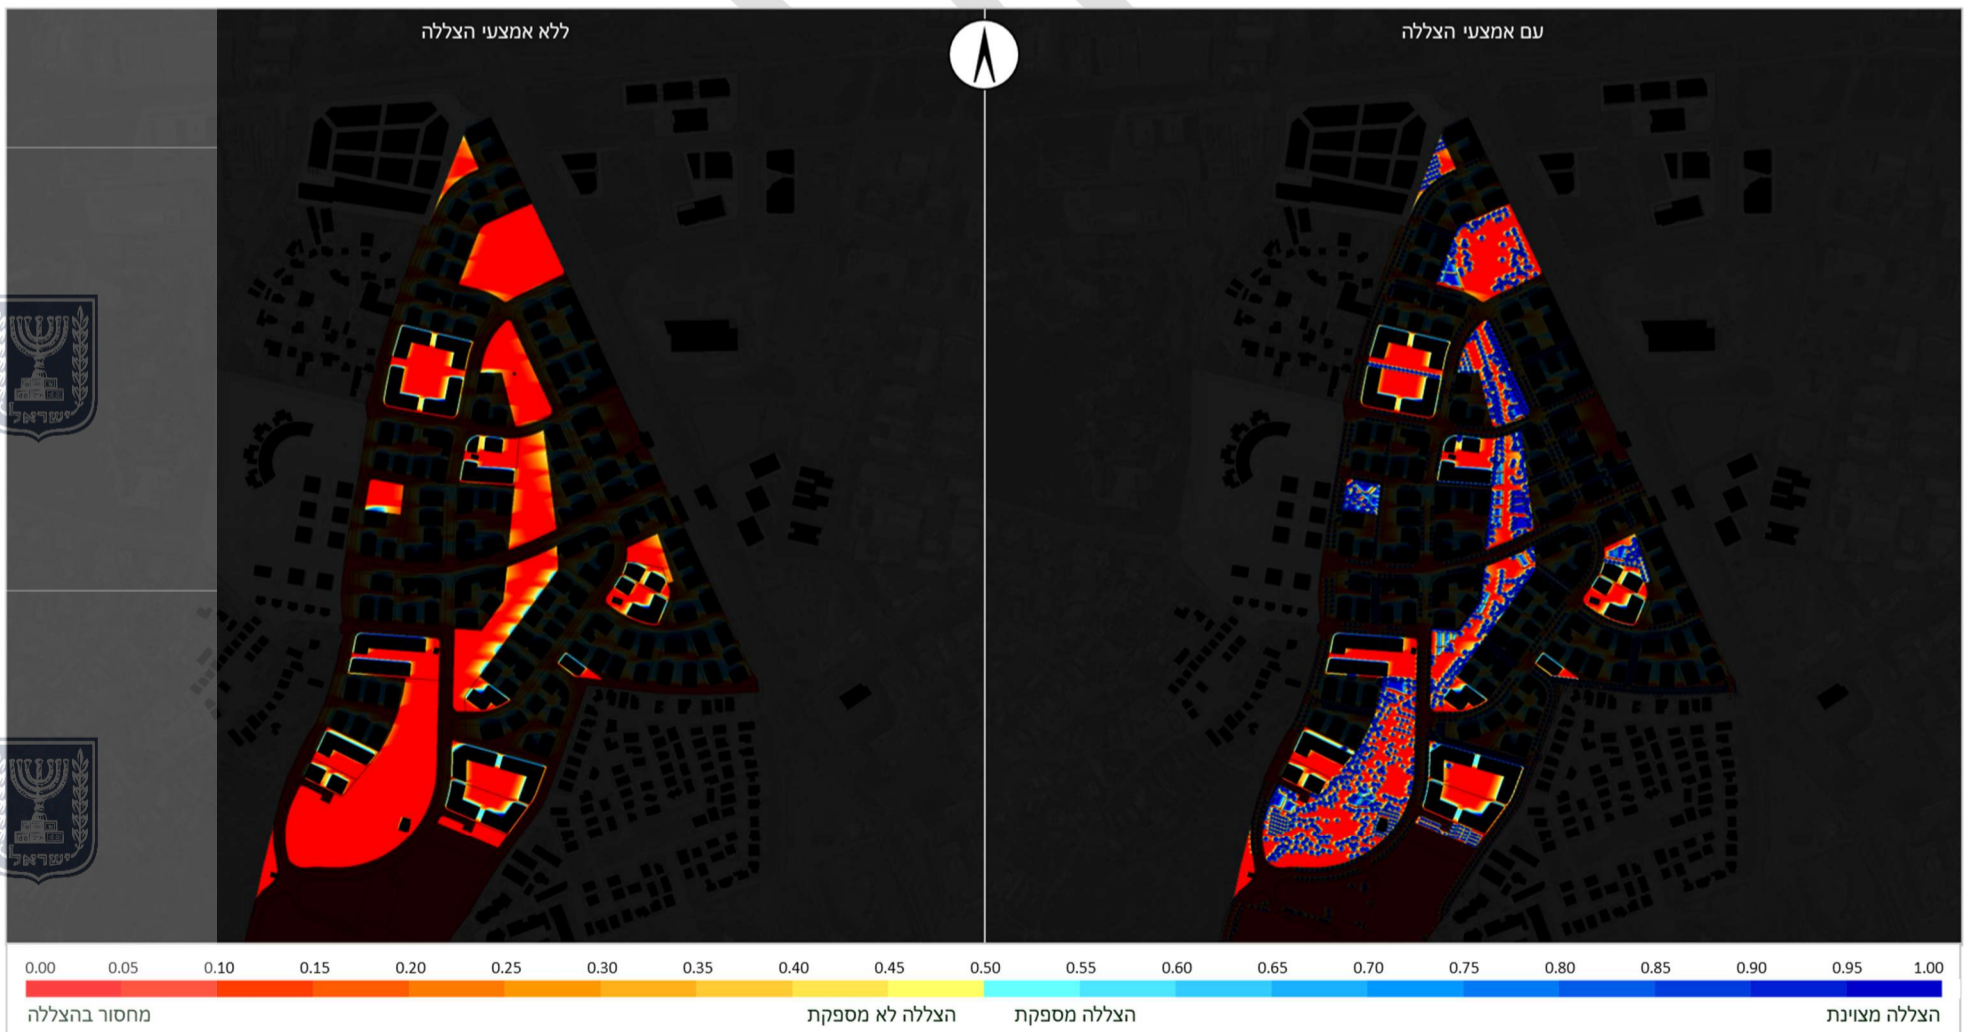 עם אמצעי הצללה
ללא אמצעי הצללה
ישראל
ישראל
0.00 0.05 0.10 0.15 0.20 0.25 0.30 0.35 0.40 0.45 0.50 0.55 0.60 0.65 0.70 0.75 0.80 0.85 0.90 0.95 1.00
הצללה מצוינת
הצללה מספקת
הצללה לא מספקת
מחסור בהצללה